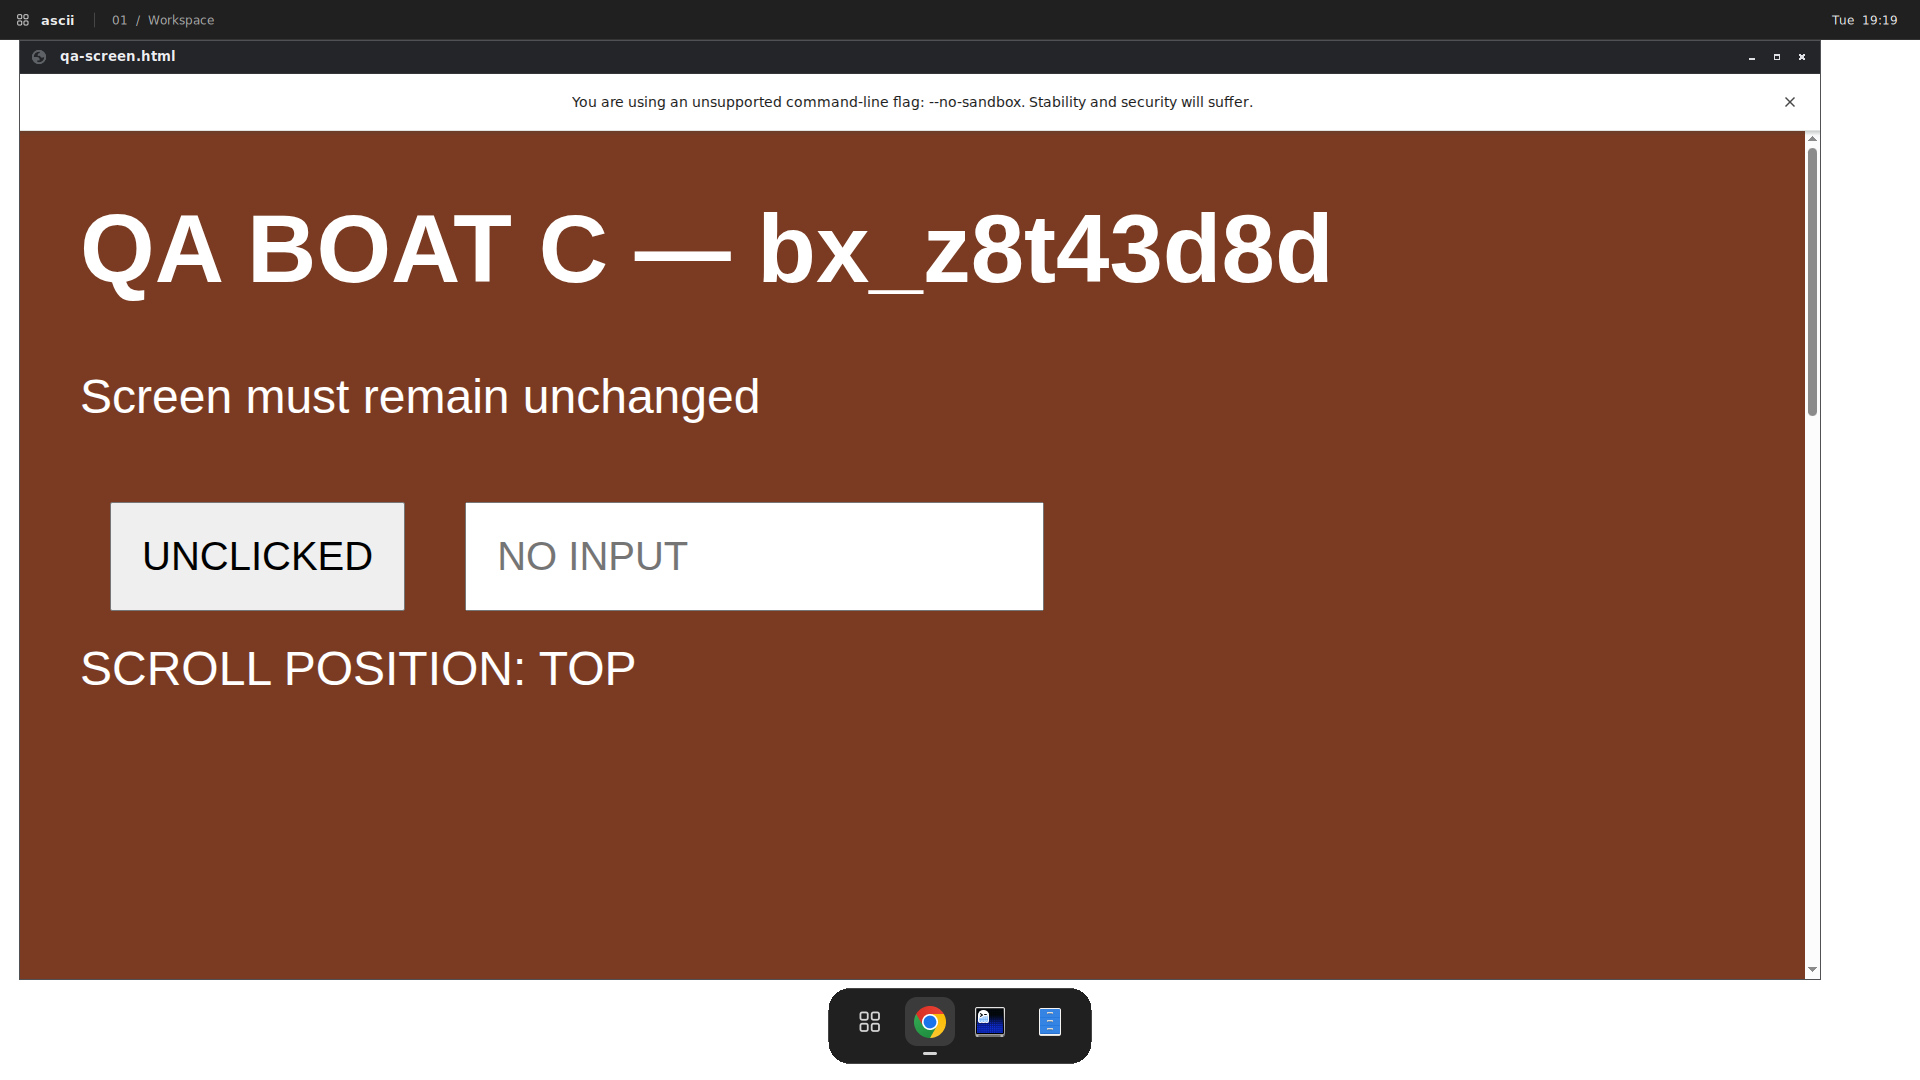 ascii 01 / Workspace Tue 19:19
qa-screen.html
You are using an unsupported command-line flag: --no-sandbox. Stability and security will suffer.
QA BOAT C — bx_z8t43d8d
Screen must remain unchanged
UNCLICKED NO INPUT
SCROLL POSITION: TOP